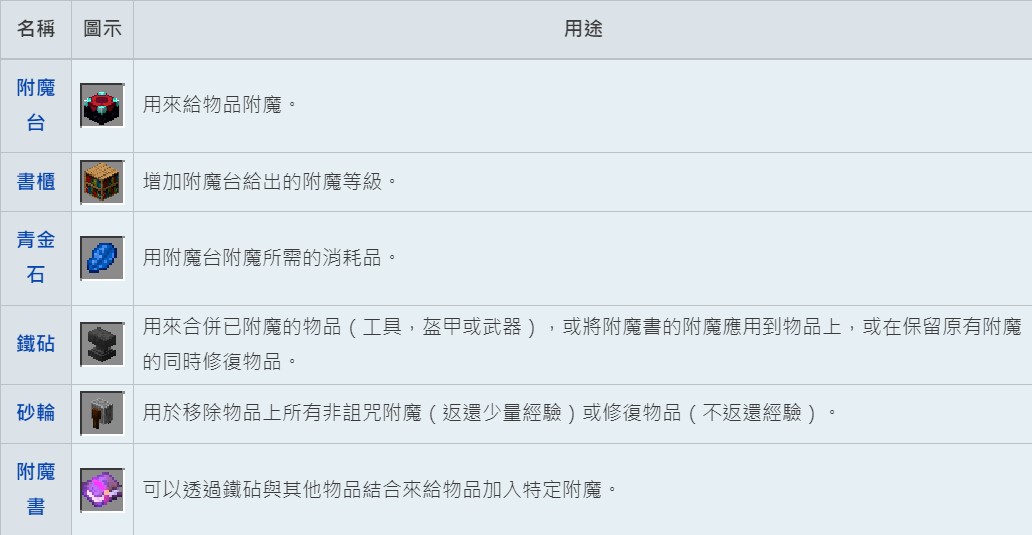 名稱 圖示 用途
附魔
台
用來給物品附魔。
書櫃 增加附魔台給出的附魔等級。
青金
石
用附魔台附魔所需的消耗品。
鐵砧
用來合併已附魔的物品（工具，盔甲或武器），或將附魔書的附魔應用到物品上，或在保留原有附魔
的同時修復物品。
砂輪 用於移除物品上所有非詛咒附魔（返還少量經驗）或修復物品（不返還經驗）。
附魔
書
可以透過鐵砧與其他物品結合來給物品加入特定附魔。